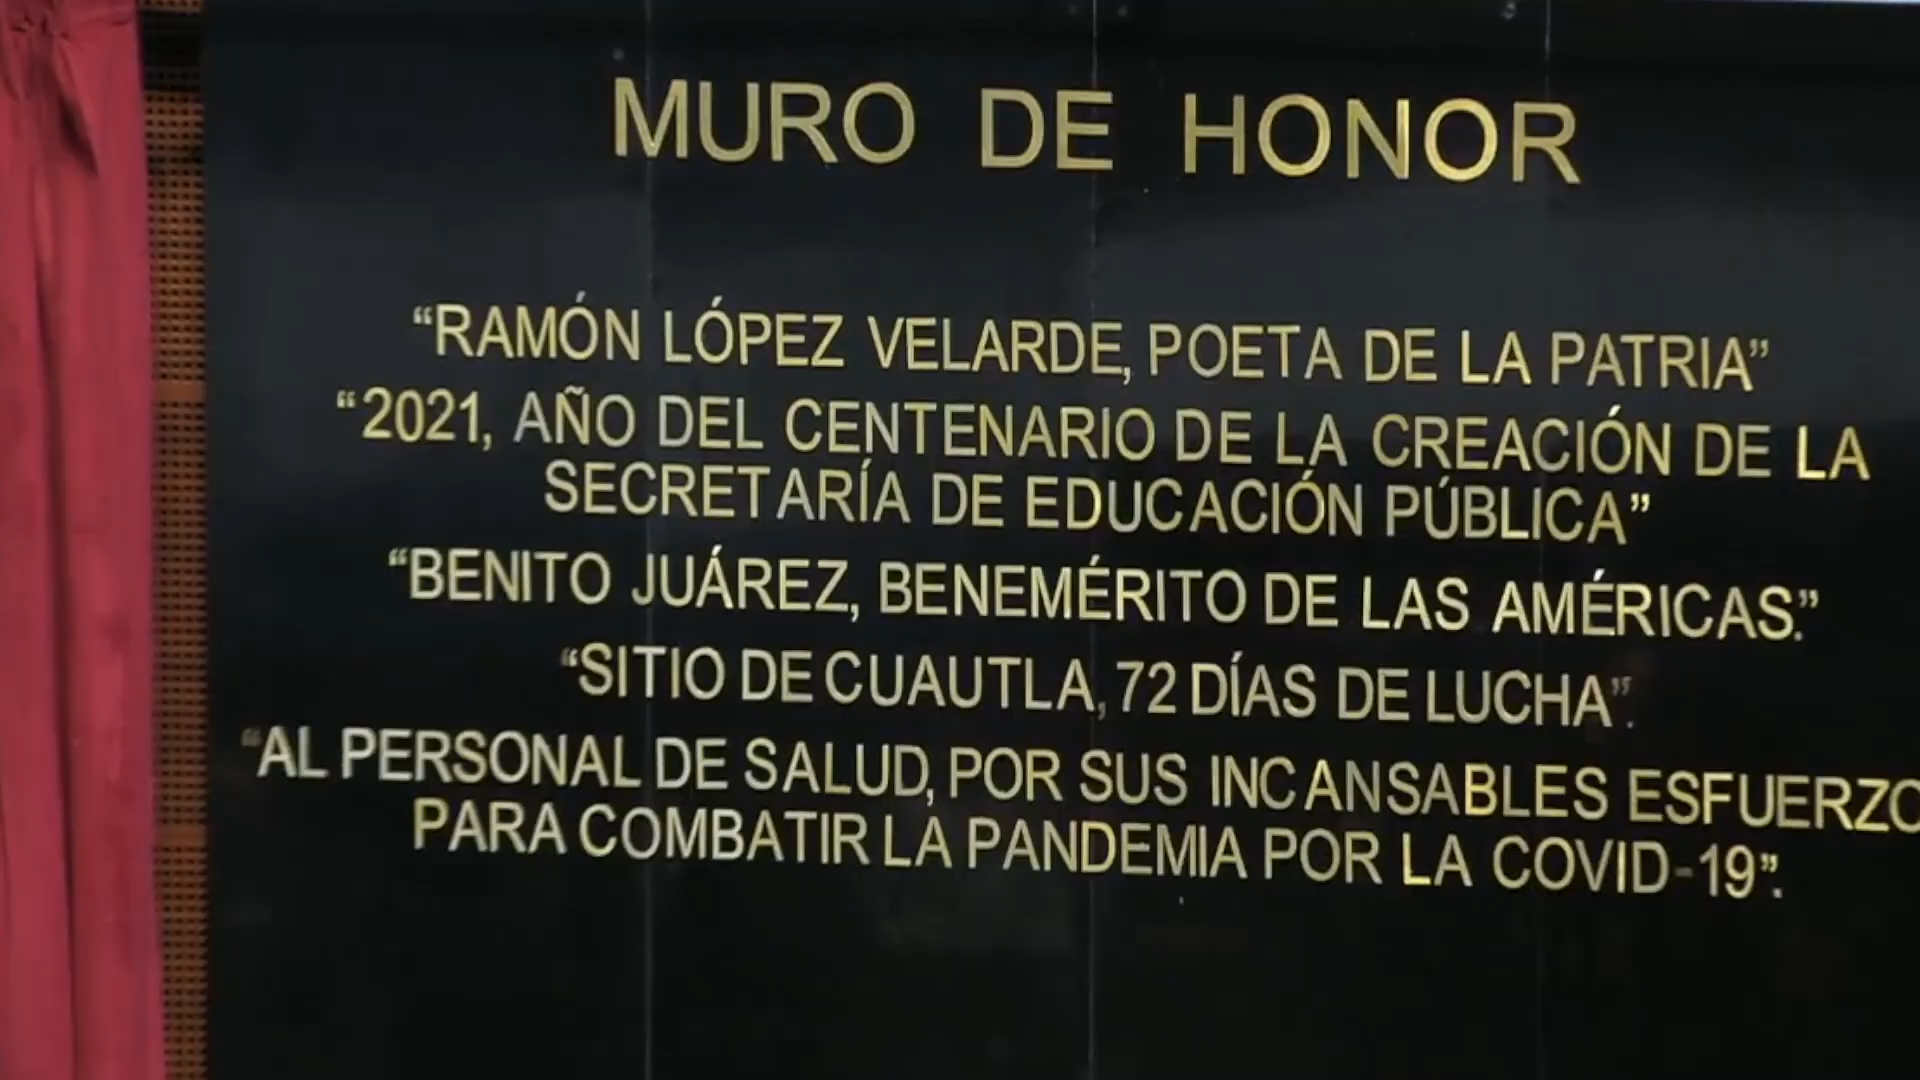 MURO DE HONOR
“RAMÓN LÓPEZ VELARDE, POETA DE LA PATRIA”
“2021, AÑO DEL CENTENARIO DE LA CREACIÓN DE LA
SECRETARÍA DE EDUCACIÓN PÚBLICA”
“BENITO JUÁREZ, BENEMÉRITO DE LAS AMÉRICAS.”
“SITIO DE CUAUTLA, 72 DÍAS DE LUCHA”.
“AL PERSONAL DE SALUD, POR SUS INCANSABLES ESFUERZO
PARA COMBATIR LA PANDEMIA POR LA COVID-19”.